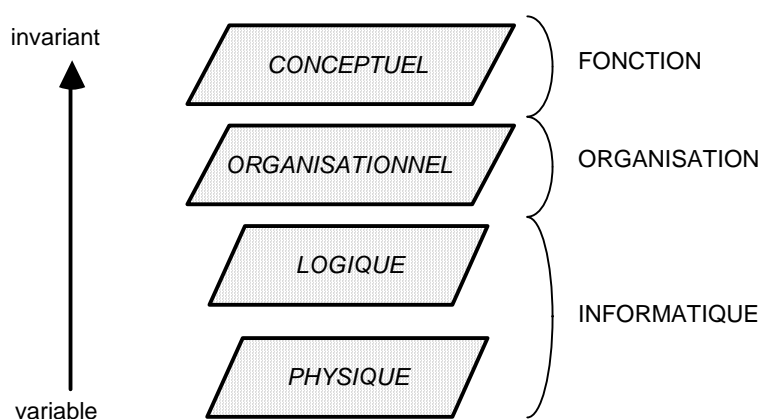 invariant
CONCEPTUEL
FONCTION
ORGANISATIONNEL
ORGANISATION
LOGIQUE
INFORMATIQUE
PHYSIQUE
variable